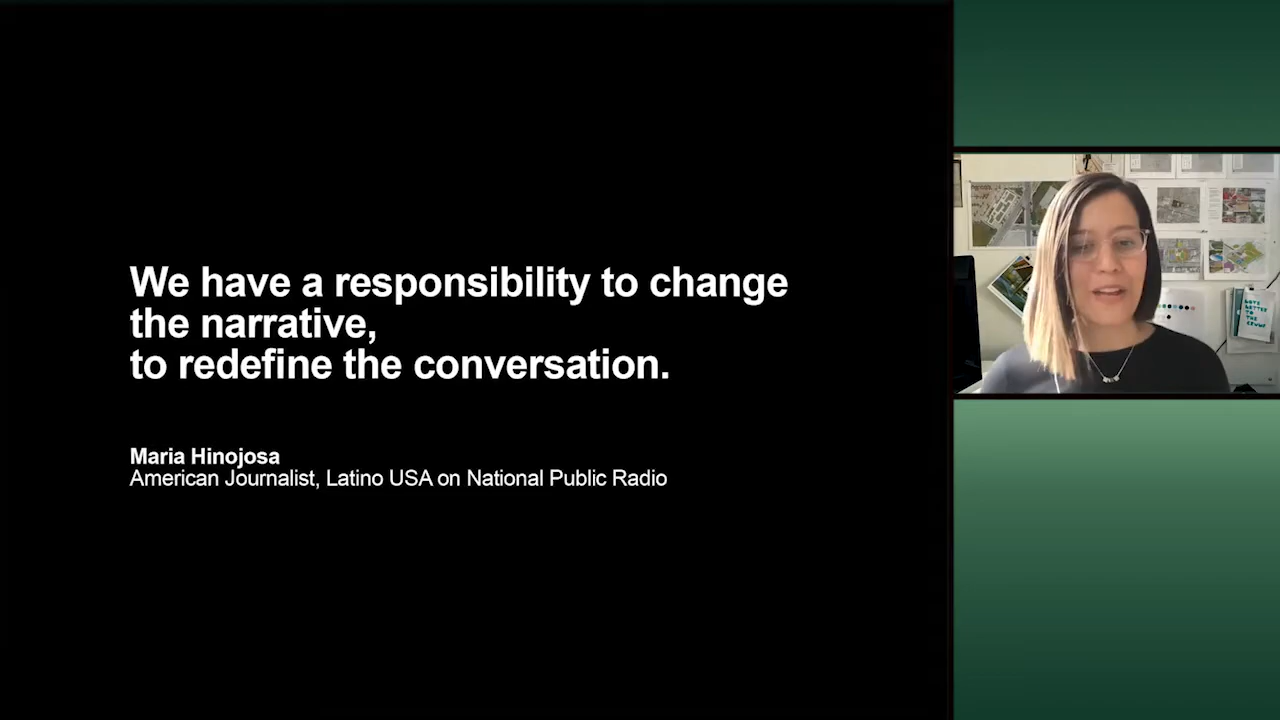 We have a responsibility to change
the narrative,
to redefine the conversation.
Maria Hinojosa
American Journalist, Latino USA on National Public Radio